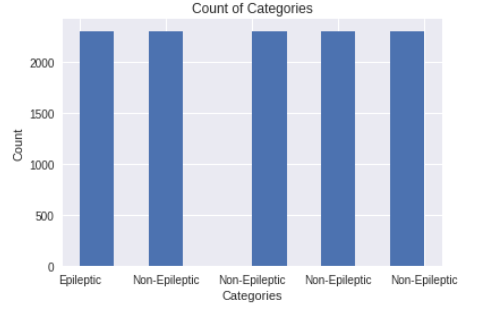 Count of Categories
Count
2000
1500
1000
500
0
Epileptic Non-Epileptic Non-Epileptic Non-Epileptic Non-Epileptic
Categories